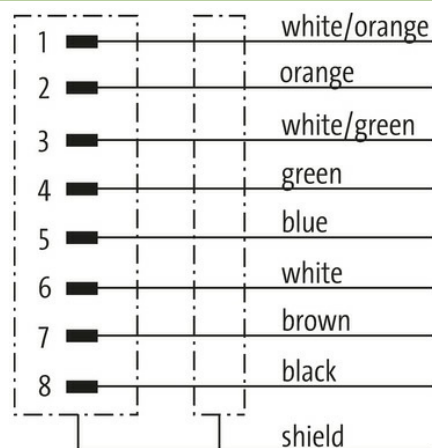 1 white/orange
2 orange
3 white/green
4 green
5 blue
6 white
7 brown
8 black
shield